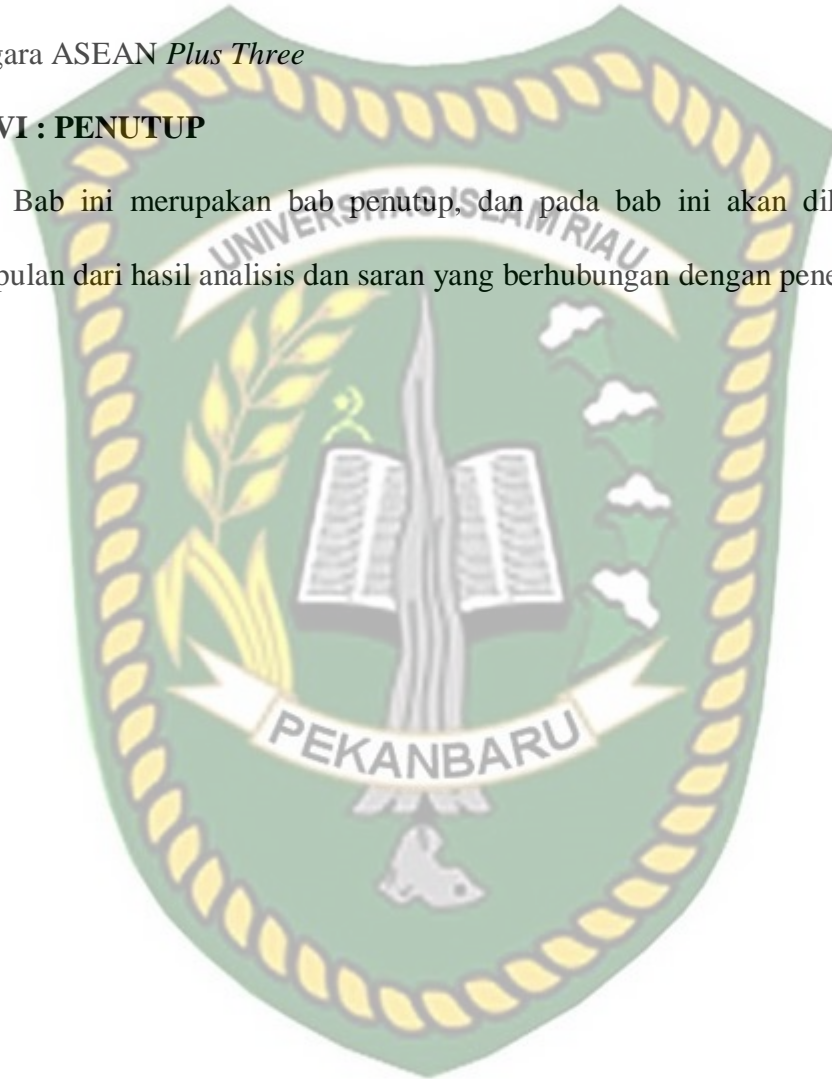 gara ASEAN Plus Three
VI : PENUTUP
Bab ini merupakan bab penutup, dan pada bab ini akan dil
UNIVERSITAS ISLAM RIAU
pulan dari hasil analisis dan saran yang berhubungan dengan pene
PEKANBARU